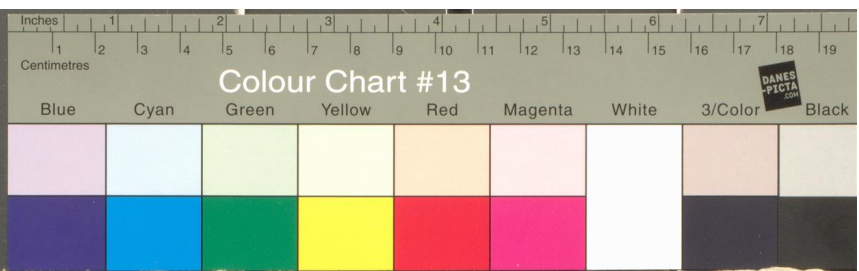 Inches 1 2 3 4 5 6 7
1 2 3 4 5 6 7 8 9 10 11 12 13 14 15 16 17 18 19
Centimetres
Colour Chart #13
DANES
-PICTA
.COM
Blue Cyan Green Yellow Red Magenta White 3/Color Black